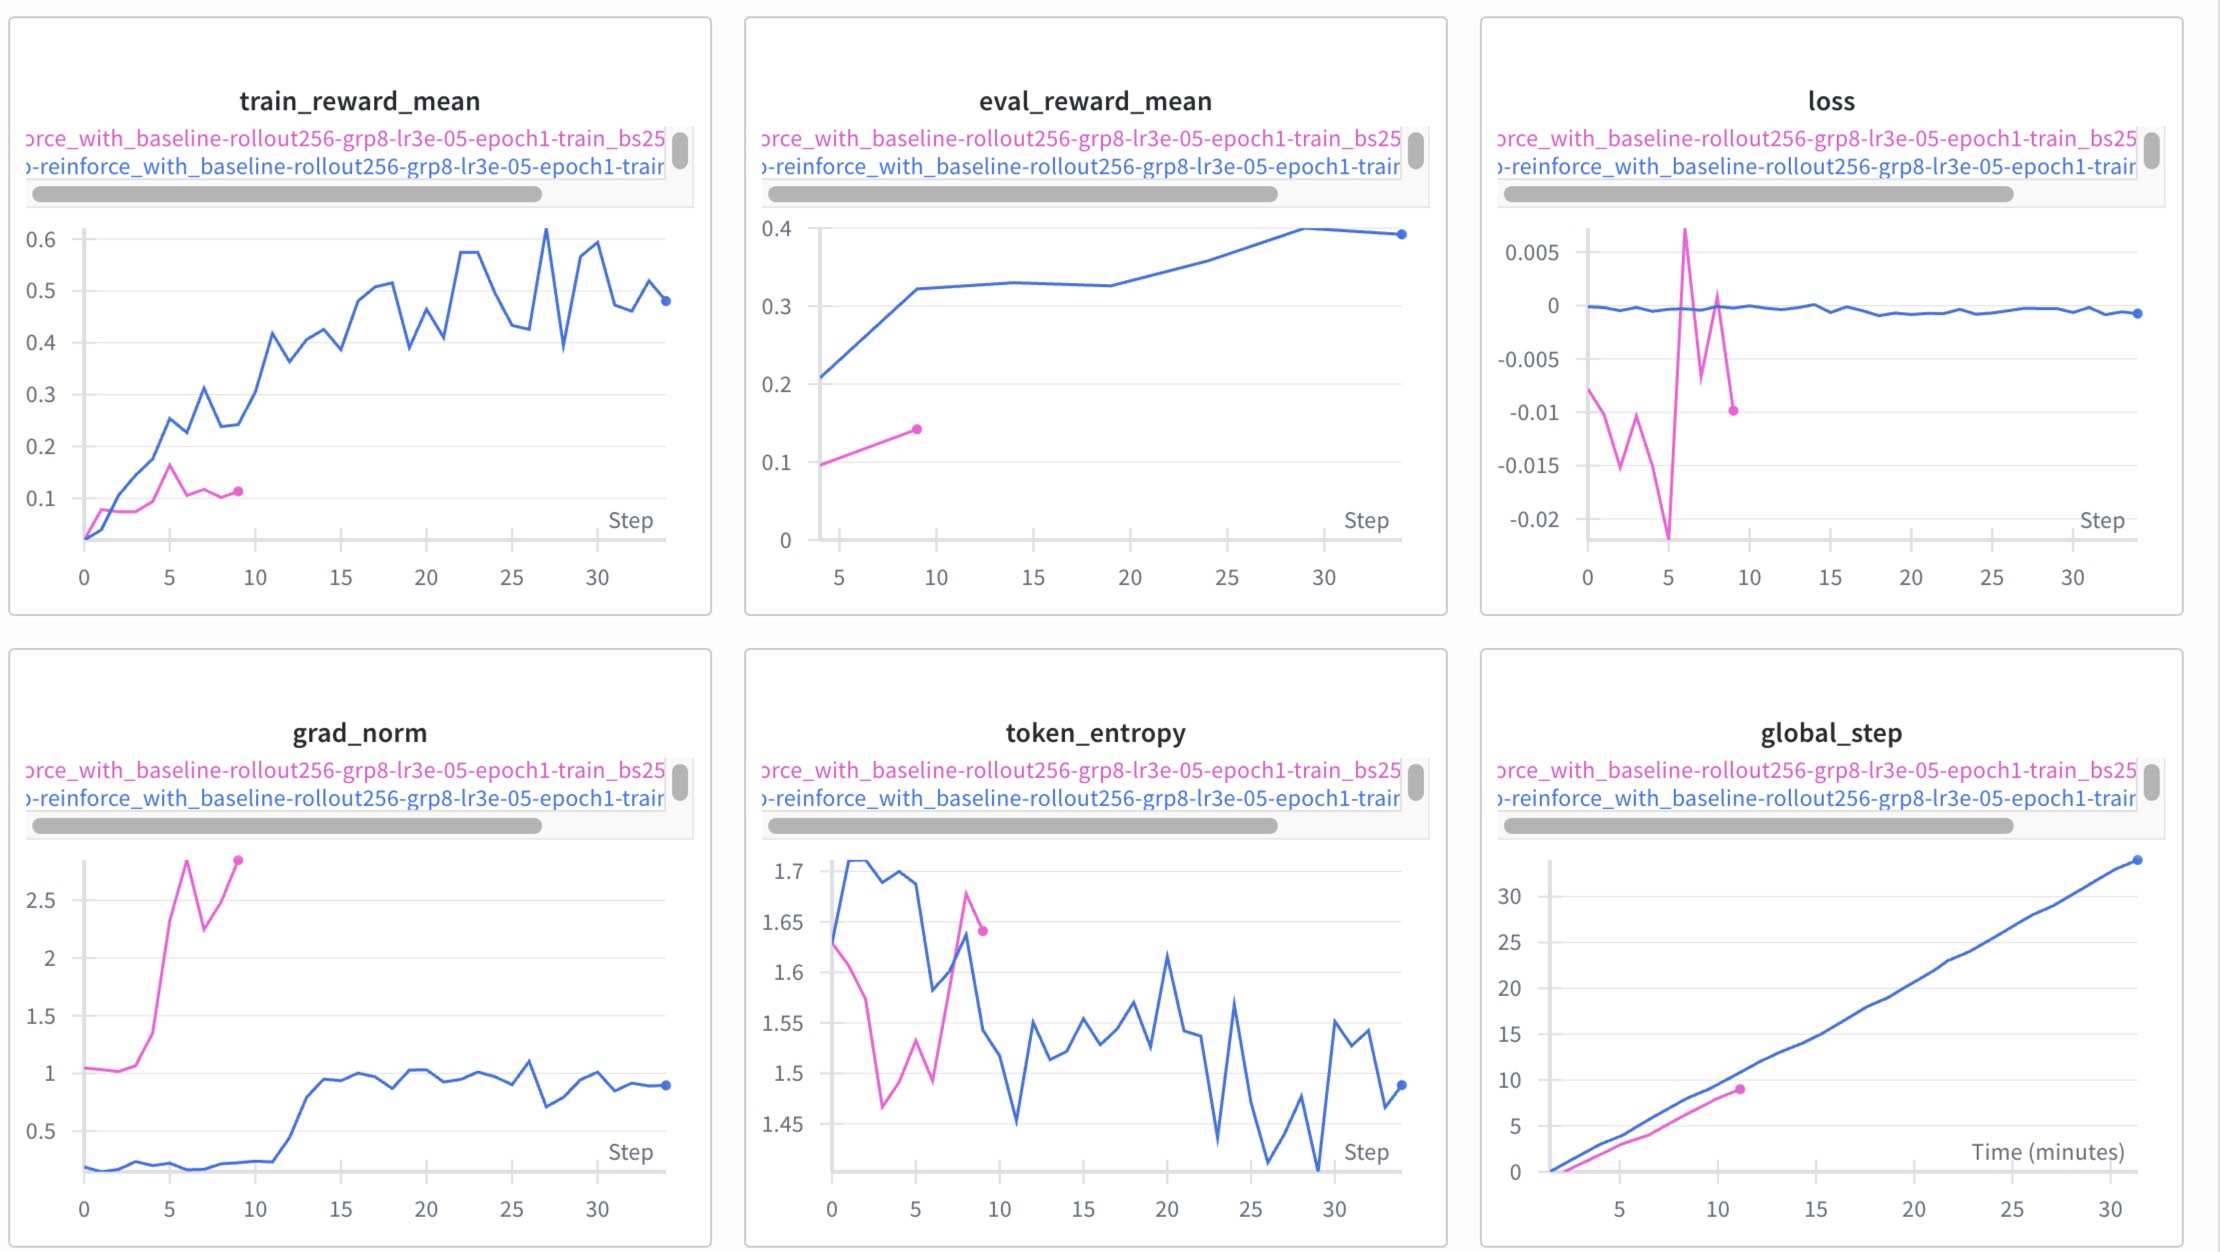 train_reward_mean
orce_with_baseline-rollout256-grp8-lr3e-05-epoch1-train_bs25
o-reinforce_with_baseline-rollout256-grp8-lr3e-05-epoch1-train
0.6
0.5
0.4
0.3
0.2
0.1
Step
0 5 10 15 20 25 30
eval_reward_mean
orce_with_baseline-rollout256-grp8-lr3e-05-epoch1-train_bs25
o-reinforce_with_baseline-rollout256-grp8-lr3e-05-epoch1-train
0.4
0.3
0.2
0.1
0
Step
5 10 15 20 25 30
loss
orce_with_baseline-rollout256-grp8-lr3e-05-epoch1-train_bs25
o-reinforce_with_baseline-rollout256-grp8-lr3e-05-epoch1-train
0.005
0
-0.005
-0.01
-0.015
-0.02
Step
0 5 10 15 20 25 30
grad_norm
orce_with_baseline-rollout256-grp8-lr3e-05-epoch1-train_bs25
o-reinforce_with_baseline-rollout256-grp8-lr3e-05-epoch1-train
2.5
2
1.5
1
0.5
Step
0 5 10 15 20 25 30
token_entropy
orce_with_baseline-rollout256-grp8-lr3e-05-epoch1-train_bs25
o-reinforce_with_baseline-rollout256-grp8-lr3e-05-epoch1-train
1.7
1.65
1.6
1.55
1.5
1.45
Step
0 5 10 15 20 25 30
global_step
orce_with_baseline-rollout256-grp8-lr3e-05-epoch1-train_bs25
o-reinforce_with_baseline-rollout256-grp8-lr3e-05-epoch1-train
30
25
20
15
10
5
0
Time (minutes)
5 10 15 20 25 30